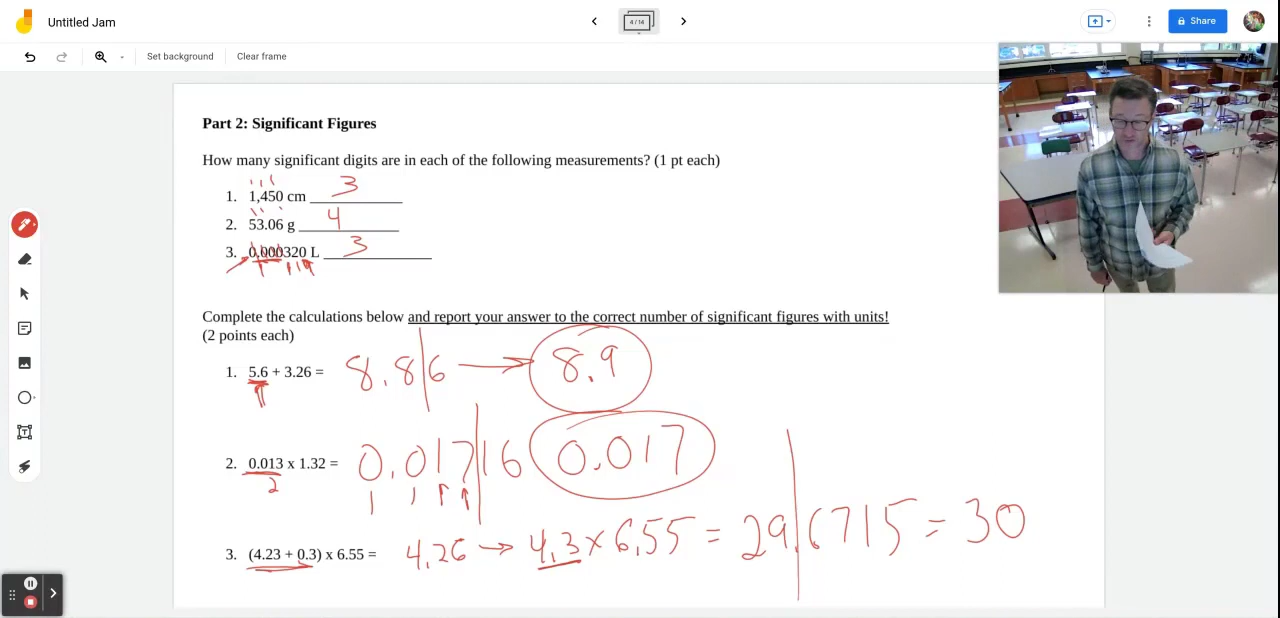 Untitled Jam
4 / 14
Share
Set background
Clear frame
Part 2: Significant Figures
How many significant digits are in each of the following measurements? (1 pt each)
1. 1,450 cm 3
2. 53.06 g 4
3. 0.000320 L 3
Complete the calculations below and report your answer to the correct number of significant figures with units!
(2 points each)
1. 5.6 + 3.26 = 8.86 → 8.9
2. 0.013 x 1.32 = 0.01716 0.017
2
3. (4.23 + 0.3) x 6.55 = 4.26 → 4.3 x 6.55 = 29.6715 = 30